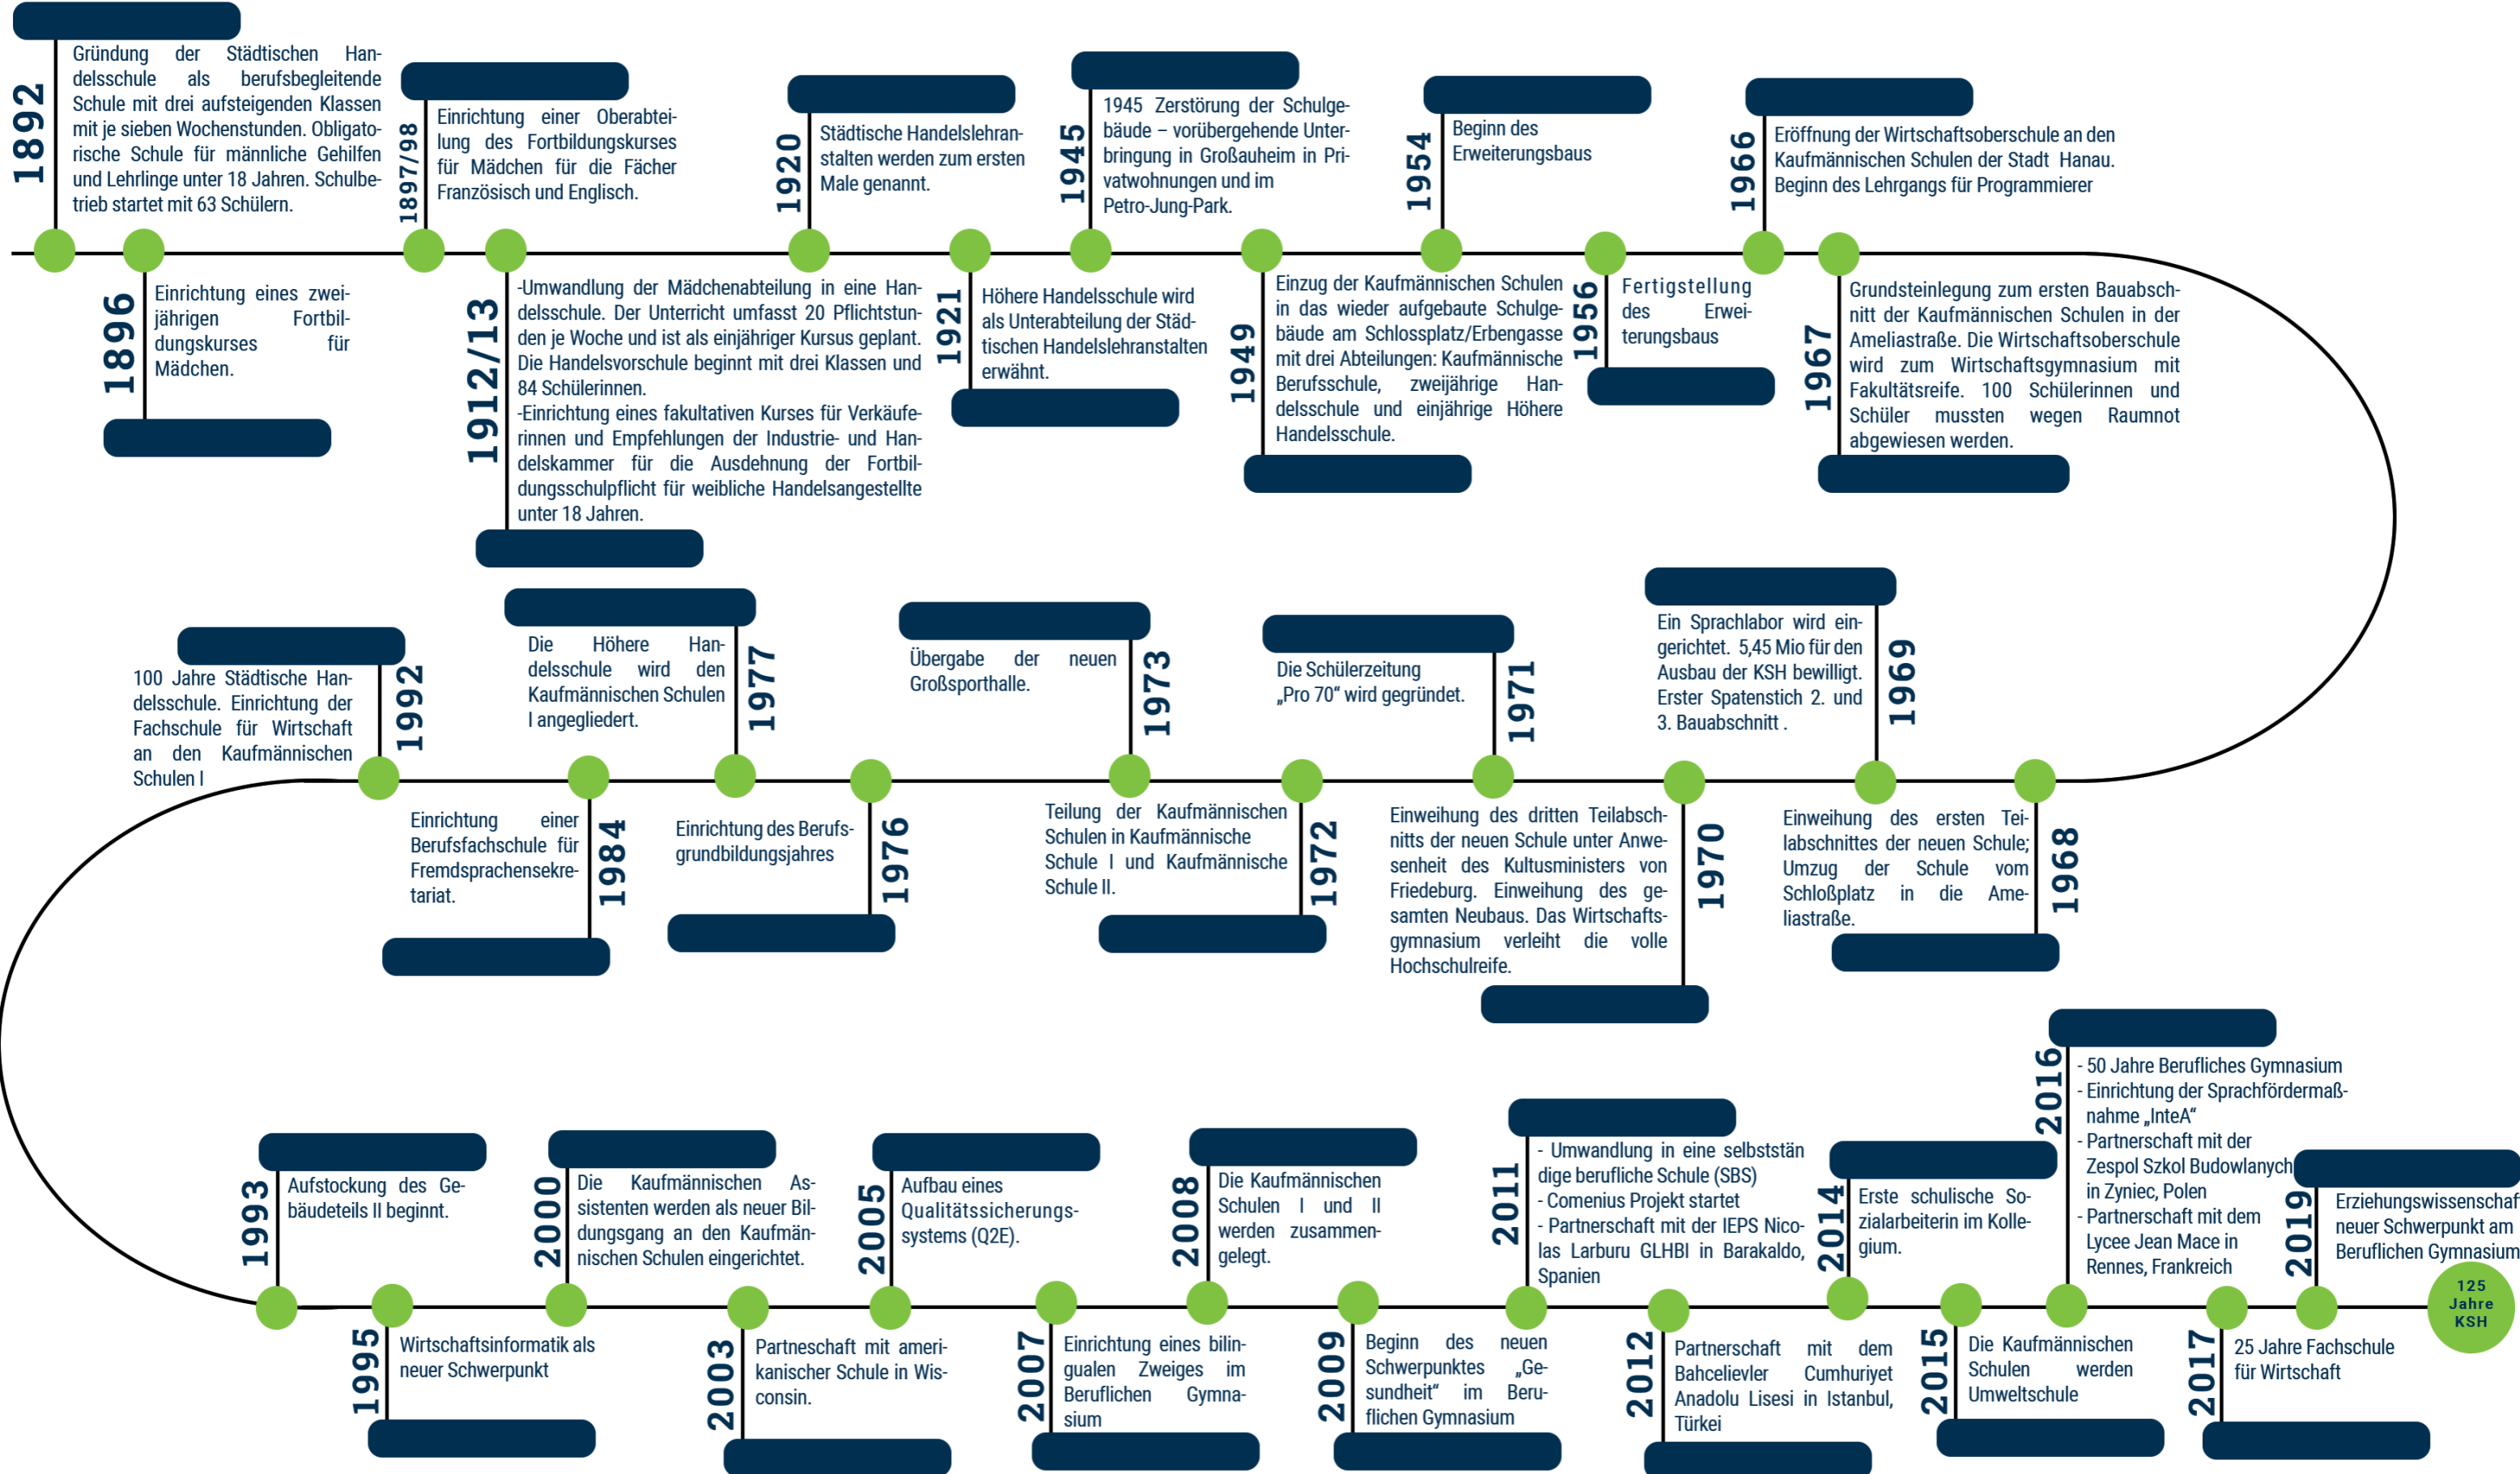 1892
Gründung der Städtischen Han-
delsschule als berufsbegleitende
Schule mit drei aufsteigenden Klassen
mit je sieben Wochenstunden. Obligato-
rische Schule für männliche Gehilfen
und Lehrlinge unter 18 Jahren. Schulbe-
trieb startet mit 63 Schülern.
1896
Einrichtung eines zwei-
jährigen Fortbil-
dungskurses für
Mädchen.
1897/98
Einrichtung einer Oberabtei-
lung des Fortbildungskurses
für Mädchen für die Fächer
Französisch und Englisch.
1912/13
-Umwandlung der Mädchenabteilung in eine Han-
delsschule. Der Unterricht umfasst 20 Pflichtstun-
den je Woche und ist als einjähriger Kursus geplant.
Die Handelsvorschule beginnt mit drei Klassen und
84 Schülerinnen.
-Einrichtung eines fakultativen Kurses für Verkäufe-
rinnen und Empfehlungen der Industrie- und Han-
delskammer für die Ausdehnung der Fortbil-
dungsschulpflicht für weibliche Handelsangestellte
unter 18 Jahren.
1920
Städtische Handelslehran-
stalten werden zum ersten
Male genannt.
1921
Höhere Handelsschule wird
als Unterabteilung der Städ-
tischen Handelslehranstalten
erwähnt.
1945
1945 Zerstörung der Schulge-
bäude – vorübergehende Unter-
bringung in Großauheim in Pri-
vatwohnungen und im
Petro-Jung-Park.
1949
Einzug der Kaufmännischen Schulen
in das wieder aufgebaute Schulge-
bäude am Schlossplatz/Erbengasse
mit drei Abteilungen: Kaufmännische
Berufsschule, zweijährige Han-
delsschule und einjährige Höhere
Handelsschule.
1954
Beginn des
Erweiterungsbaus
1956
Fertigstellung
des Erwei-
terungsbaus
1966
Eröffnung der Wirtschaftsoberschule an den
Kaufmännischen Schulen der Stadt Hanau.
Beginn des Lehrgangs für Programmierer
1967
Grundsteinlegung zum ersten Bauabsch-
nitt der Kaufmännischen Schulen in der
Ameliastraße. Die Wirtschaftsoberschule
wird zum Wirtschaftsgymnasium mit
Fakultätsreife. 100 Schülerinnen und
Schüler mussten wegen Raumnot
abgewiesen werden.
1968
Einweihung des ersten Tei-
labschnittes der neuen Schule;
Umzug der Schule vom
Schloßplatz in die Ame-
liastraße.
1969
Ein Sprachlabor wird ein-
gerichtet. 5,45 Mio für den
Ausbau der KSH bewilligt.
Erster Spatenstich 2. und
3. Bauabschnitt .
1970
Einweihung des dritten Teilabsch-
nitts der neuen Schule unter Anwe-
senheit des Kultusministers von
Friedeburg. Einweihung des ge-
samten Neubaus. Das Wirtschafts-
gymnasium verleiht die volle
Hochschulreife.
1971
Die Schülerzeitung
„Pro 70“ wird gegründet.
1972
Teilung der Kaufmännischen
Schulen in Kaufmännische
Schule I und Kaufmännische
Schule II.
1973
Übergabe der neuen
Großsporthalle.
1976
Einrichtung des Berufs-
grundbildungsjahres
1977
Die Höhere Han-
delsschule wird den
Kaufmännischen Schulen
I angegliedert.
1984
Einrichtung einer
Berufsfachschule für
Fremdsprachensekre-
tariat.
1992
100 Jahre Städtische Han-
delsschule. Einrichtung der
Fachschule für Wirtschaft
an den Kaufmännischen
Schulen I
1993
Aufstockung des Ge-
bäudeteils II beginnt.
1995
Wirtschaftsinformatik als
neuer Schwerpunkt
2000
Die Kaufmännischen As-
sistenten werden als neuer Bil-
dungsgang an den Kaufmän-
nischen Schulen eingerichtet.
2003
Partneschaft mit ameri-
kanischer Schule in Wis-
consin.
2005
Aufbau eines
Qualitätssicherungs-
systems (Q2E).
2007
Einrichtung eines bilin-
gualen Zweiges im
Beruflichen Gymna-
sium
2008
Die Kaufmännischen
Schulen I und II
werden zusammen-
gelegt.
2009
Beginn des neuen
Schwerpunktes „Ge-
sundheit“ im Beru-
flichen Gymnasium
2011
- Umwandlung in eine selbststän
dige berufliche Schule (SBS)
- Comenius Projekt startet
- Partnerschaft mit der IEPS Nico-
las Larburu GLHBI in Barakaldo,
Spanien
2012
Partnerschaft mit dem
Bahcelievler Cumhuriyet
Anadolu Lisesi in Istanbul,
Türkei
2014
Erste schulische So-
zialarbeiterin im Kolle-
gium.
2015
Die Kaufmännischen
Schulen werden
Umweltschule
2016
- 50 Jahre Berufliches Gymnasium
- Einrichtung der Sprachfördermaß-
nahme „InteA“
- Partnerschaft mit der
Zespol Szkol Budowlanych
in Zyniec, Polen
- Partnerschaft mit dem
Lycee Jean Mace in
Rennes, Frankreich
2017
25 Jahre Fachschule
für Wirtschaft
2019
Erziehungswissenschaf
neuer Schwerpunkt am
Beruflichen Gymnasium
125
Jahre
KSH